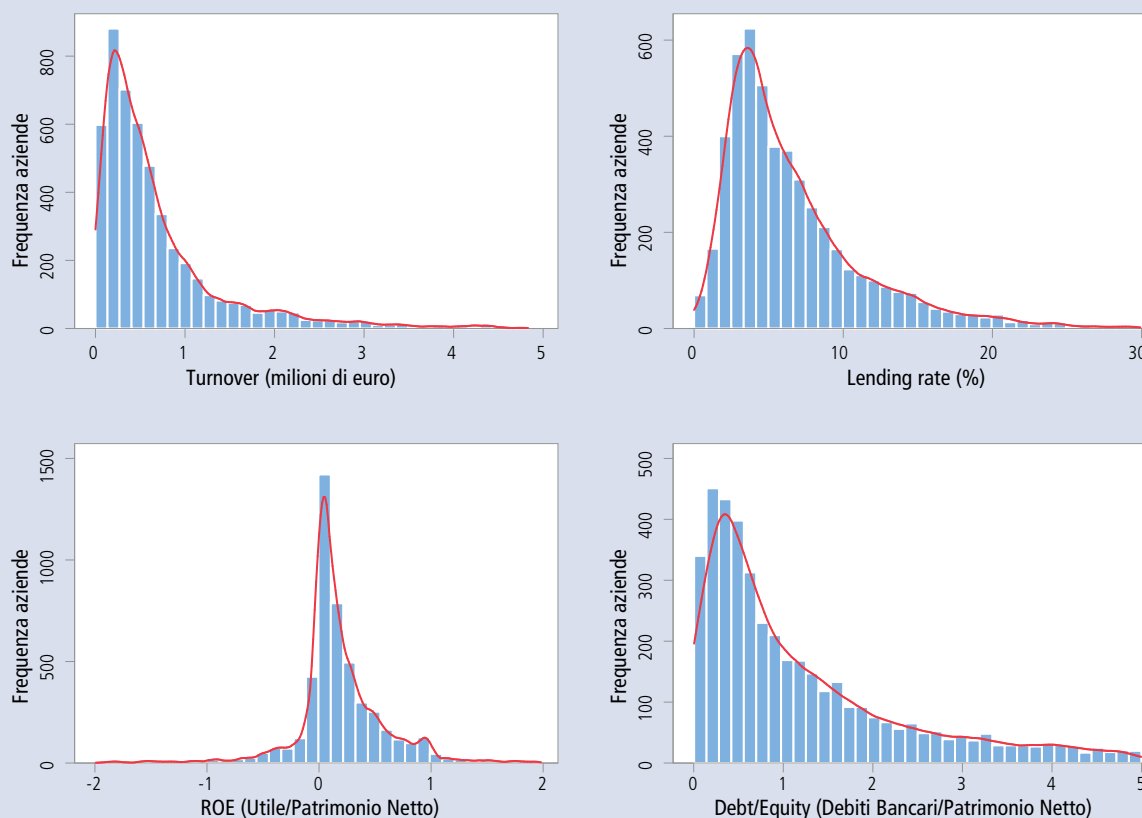 Frequenza aziende
0 200 400 600 800
0 1 2 3 4 5
Turnover (milioni di euro)
Frequenza aziende
0 200 400 600
0 10 20 30
Lending rate (%)
Frequenza aziende
0 500 1000 1500
-2 -1 0 1 2
ROE (Utile/Patrimonio Netto)
Frequenza aziende
0 100 200 300 400 500
0 1 2 3 4 5
Debt/Equity (Debiti Bancari/Patrimonio Netto)